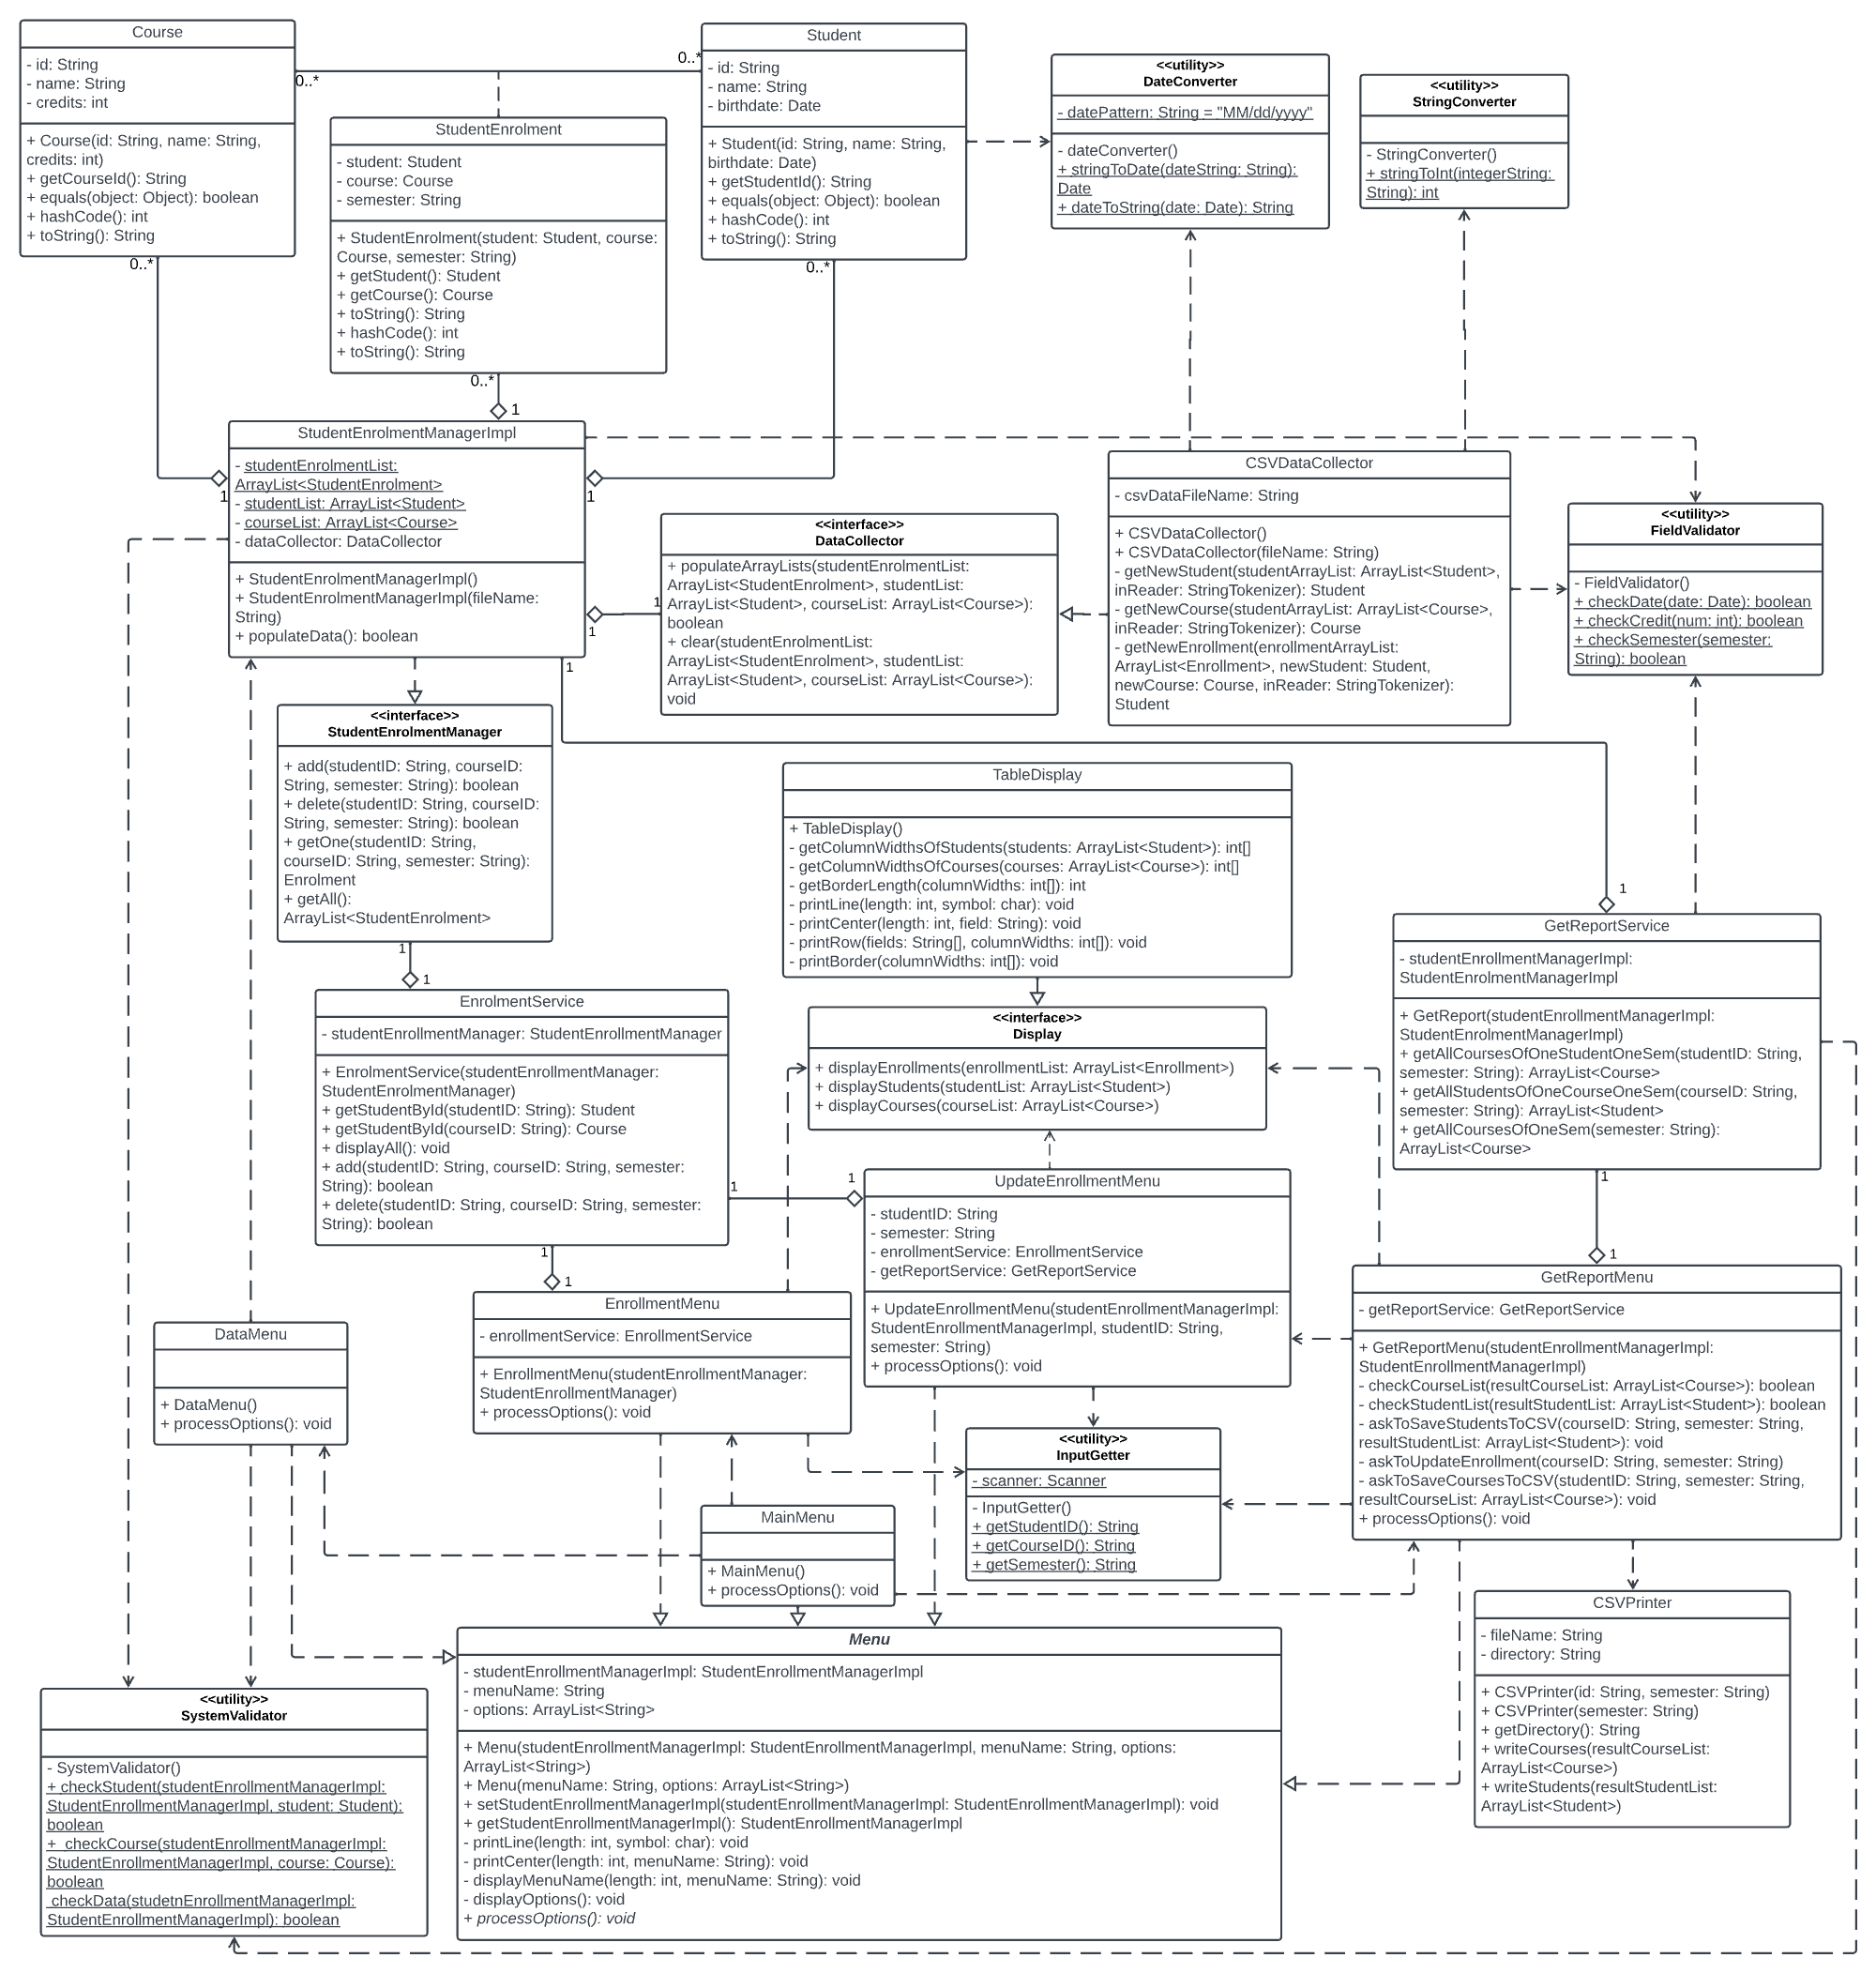 Course
- id: String
- name: String
- credits: int
+ Course(id: String, name: String,
credits: int)
+ getCourseId(): String
+ equals(object: Object): boolean
+ hashCode(): int
+ toString(): String
0..*
0..*
0..*
Student
- id: String
- name: String
- birthdate: Date
+ Student(id: String, name: String,
birthdate: Date)
+ getStudentId(): String
+ equals(object: Object): boolean
+ hashCode(): int
+ toString(): String
0..*
<<utility>>
DateConverter
- datePattern: String = "MM/dd/yyyy"
- dateConverter()
+ stringToDate(dateString: String):
Date
+ dateToString(date: Date): String
<<utility>>
StringConverter
- StringConverter()
+ stringToInt(integerString:
String): int
StudentEnrolment
- student: Student
- course: Course
- semester: String
+ StudentEnrolment(student: Student, course:
Course, semester: String)
+ getStudent(): Student
+ getCourse(): Course
+ toString(): String
+ hashCode(): int
+ toString(): String
0..*
1
StudentEnrolmentManagerImpl
- studentEnrolmentList:
ArrayList<StudentEnrolment>
- studentList: ArrayList<Student>
- courseList: ArrayList<Course>
- dataCollector: DataCollector
+ StudentEnrolmentManagerImpl()
+ StudentEnrolmentManagerImpl(fileName:
String)
+ populateData(): boolean
1
1
1
1
1
<<interface>>
DataCollector
+ populateArrayLists(studentEnrolmentList:
ArrayList<StudentEnrolment>, studentList:
ArrayList<Student>, courseList: ArrayList<Course>):
boolean
+ clear(studentEnrolmentList:
ArrayList<StudentEnrolment>, studentList:
ArrayList<Student>, courseList: ArrayList<Course>):
void
CSVDataCollector
- csvDataFileName: String
+ CSVDataCollector()
+ CSVDataCollector(fileName: String)
- getNewStudent(studentArrayList: ArrayList<Student>,
inReader: StringTokenizer): Student
- getNewCourse(studentArrayList: ArrayList<Course>,
inReader: StringTokenizer): Course
- getNewEnrollment(enrollmentArrayList:
ArrayList<Enrollment>, newStudent: Student,
newCourse: Course, inReader: StringTokenizer):
Student
<<utility>>
FieldValidator
- FieldValidator()
+ checkDate(date: Date): boolean
+ checkCredit(num: int): boolean
+ checkSemester(semester:
String): boolean
<<interface>>
StudentEnrolmentManager
+ add(studentID: String, courseID:
String, semester: String): boolean
+ delete(studentID: String, courseID:
String, semester: String): boolean
+ getOne(studentID: String,
courseID: String, semester: String):
Enrolment
+ getAll():
ArrayList<StudentEnrolment>
1
1
TableDisplay
+ TableDisplay()
- getColumnWidthsOfStudents(students: ArrayList<Student>): int[]
- getColumnWidthsOfCourses(courses: ArrayList<Course>): int[]
- getBorderLength(columnWidths: int[]): int
- printLine(length: int, symbol: char): void
- printCenter(length: int, field: String): void
- printRow(fields: String[], columnWidths: int[]): void
- printBorder(columnWidths: int[]): void
1
GetReportService
- studentEnrollmentManagerImpl:
StudentEnrolmentManagerImpl
+ GetReport(studentEnrollmentManagerImpl:
StudentEnrolmentManagerImpl)
+ getAllCoursesOfOneStudentOneSem(studentID: String,
semester: String): ArrayList<Course>
+ getAllStudentsOfOneCourseOneSem(courseID: String,
semester: String): ArrayList<Student>
+ getAllCoursesOfOneSem(semester: String):
ArrayList<Course>
1
1
EnrolmentService
- studentEnrollmentManager: StudentEnrollmentManager
+ EnrolmentService(studentEnrollmentManager:
StudentEnrolmentManager)
+ getStudentById(studentID: String): Student
+ getStudentById(courseID: String): Course
+ displayAll(): void
+ add(studentID: String, courseID: String, semester:
String): boolean
+ delete(studentID: String, courseID: String, semester:
String): boolean
1
1
1
1
<<interface>>
Display
+ displayEnrollments(enrollmentList: ArrayList<Enrollment>)
+ displayStudents(studentList: ArrayList<Student>)
+ displayCourses(courseList: ArrayList<Course>)
UpdateEnrollmentMenu
- studentID: String
- semester: String
- enrollmentService: EnrollmentService
- getReportService: GetReportService
+ UpdateEnrollmentMenu(studentEnrollmentManagerImpl:
StudentEnrollmentManagerImpl, studentID: String,
semester: String)
+ processOptions(): void
GetReportMenu
- getReportService: GetReportService
+ GetReportMenu(studentEnrollmentManagerImpl:
StudentEnrollmentManagerImpl)
- checkCourseList(resultCourseList: ArrayList<Course>): boolean
- checkStudentList(resultStudentList: ArrayList<Student>): boolean
- askToSaveStudentsToCSV(courseID: String, semester: String,
resultStudentList: ArrayList<Student>): void
- askToUpdateEnrollment(courseID: String, semester: String)
- askToSaveCoursesToCSV(studentID: String, semester: String,
resultCourseList: ArrayList<Course>): void
+ processOptions(): void
EnrollmentMenu
- enrollmentService: EnrollmentService
+ EnrollmentMenu(studentEnrollmentManager:
StudentEnrollmentManager)
+ processOptions(): void
DataMenu
+ DataMenu()
+ processOptions(): void
<<utility>>
InputGetter
- scanner: Scanner
- InputGetter()
+ getStudentID(): String
+ getCourseID(): String
+ getSemester(): String
MainMenu
+ MainMenu()
+ processOptions(): void
CSVPrinter
- fileName: String
- directory: String
+ CSVPrinter(id: String, semester: String)
+ CSVPrinter(semester: String)
+ getDirectory(): String
+ writeCourses(resultCourseList:
ArrayList<Course>)
+ writeStudents(resultStudentList:
ArrayList<Student>)
Menu
- studentEnrollmentManagerImpl: StudentEnrollmentManagerImpl
- menuName: String
- options: ArrayList<String>
+ Menu(studentEnrollmentManagerImpl: StudentEnrollmentManagerImpl, menuName: String, options:
ArrayList<String>)
+ Menu(menuName: String, options: ArrayList<String>)
+ setStudentEnrollmentManagerImpl(studentEnrollmentManagerImpl: StudentEnrollmentManagerImpl): void
+ getStudentEnrollmentManagerImpl(): StudentEnrollmentManagerImpl
- printLine(length: int, symbol: char): void
- printCenter(length: int, menuName: String): void
- displayMenuName(length: int, menuName: String): void
- displayOptions(): void
+ processOptions(): void
<<utility>>
SystemValidator
- SystemValidator()
+ checkStudent(studentEnrollmentManagerImpl:
StudentEnrollmentManagerImpl, student: Student):
boolean
+ checkCourse(studentEnrollmentManagerImpl:
StudentEnrollmentManagerImpl, course: Course):
boolean
checkData(studetnEnrollmentManagerImpl:
StudentEnrollmentManagerImpl): boolean